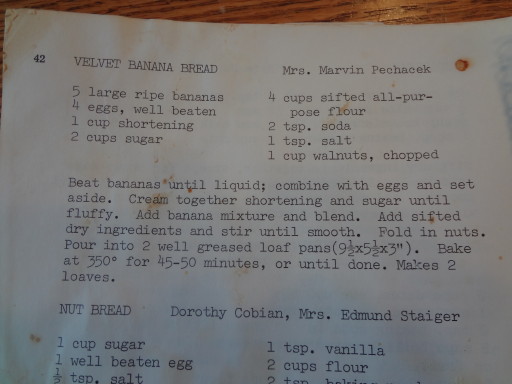 42
VELVET BANANA BREAD Mrs. Marvin Pechacek
5 large ripe bananas
4 eggs, well beaten
1 cup shortening
2 cups sugar
4 cups sifted all-pur-
pose flour
2 tsp. soda
1 tsp. salt
1 cup walnuts, chopped
Beat bananas until liquid; combine with eggs and set
aside. Cream together shortening and sugar until
fluffy. Add banana mixture and blend. Add sifted
dry ingredients and stir until smooth. Fold in nuts.
Pour into 2 well greased loaf pans(9½x5½x3"). Bake
at 350° for 45-50 minutes, or until done. Makes 2
loaves.
NUT BREAD Dorothy Cobian, Mrs. Edmund Staiger
1 cup sugar
1 well beaten egg
tsp. salt
1 tsp. vanilla
2 cups flour
2 tsp.